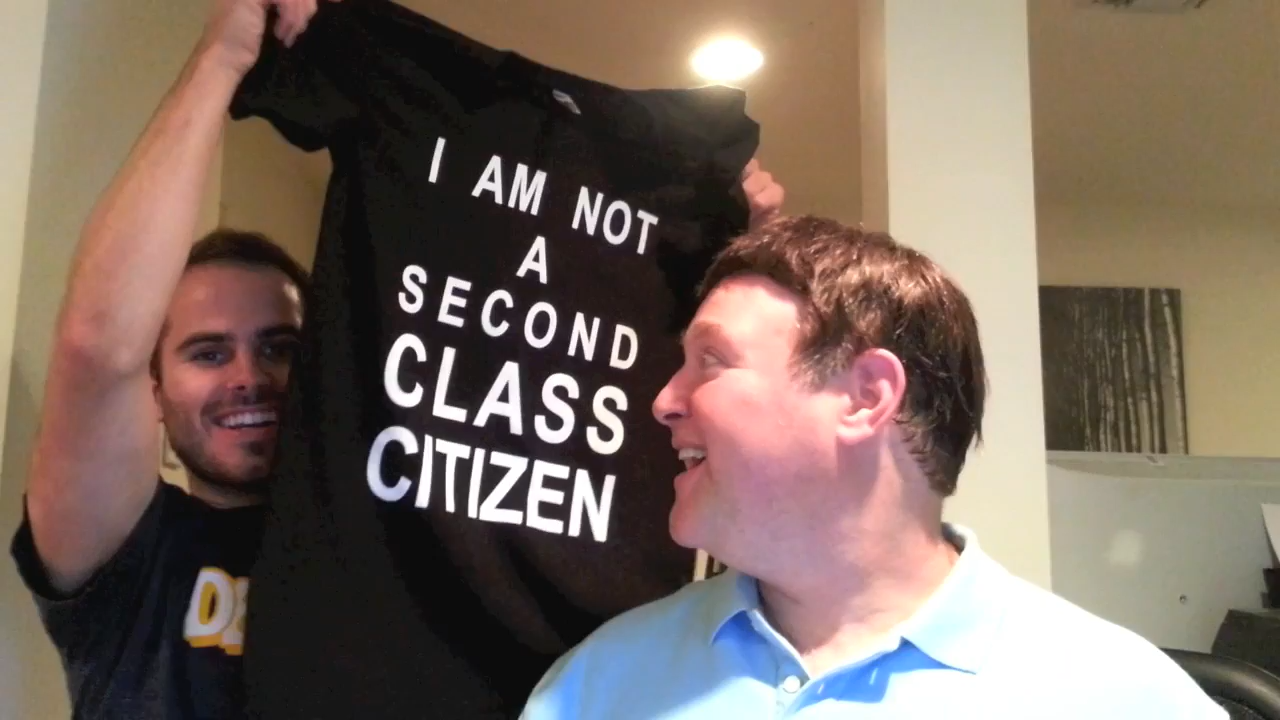 I AM NOT
A
SECOND
CLASS
CITIZEN